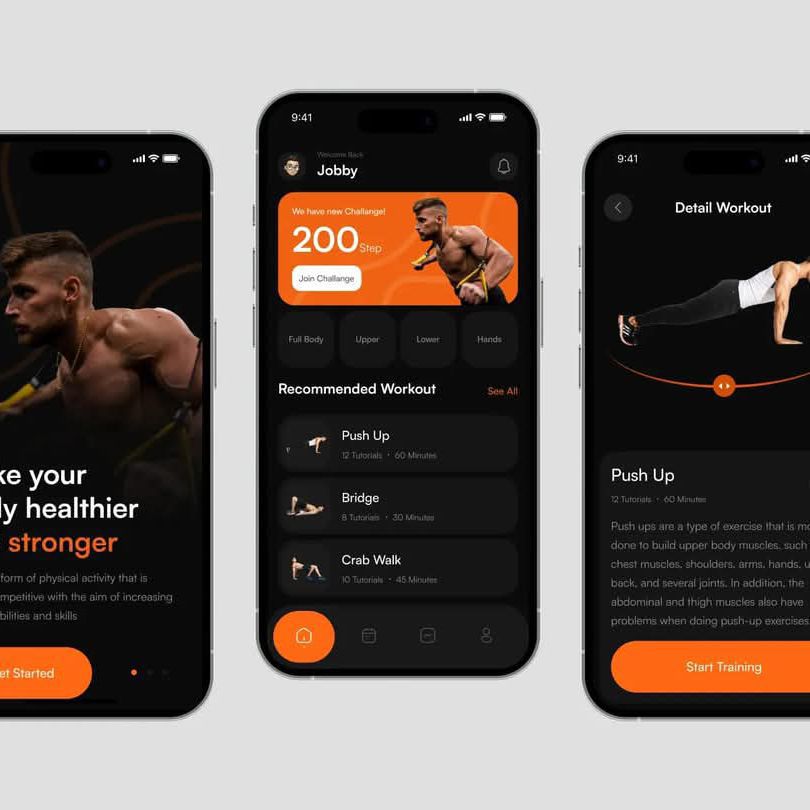 ke your
ly healthier
stronger
form of physical activity that is
mpetitive with the aim of increasing
bilities and skills
et Started
9:41
Welcome Back
Jobby
We have new Challange!
200 Step
Join Challange
Full Body
Upper
Lower
Hands
Recommended Workout
See All
Push Up
12 Tutorials • 60 Minutes
Bridge
8 Tutorials • 30 Minutes
Crab Walk
10 Tutorials • 45 Minutes
9:41
Detail Workout
Push Up
12 Tutorials • 60 Minutes
Push ups are a type of exercise that is mo
done to build upper body muscles, such
chest muscles, shoulders, arms, hands, u
back, and several joints. In addition, the
abdominal and thigh muscles also have
problems when doing push-up exercises.
Start Training